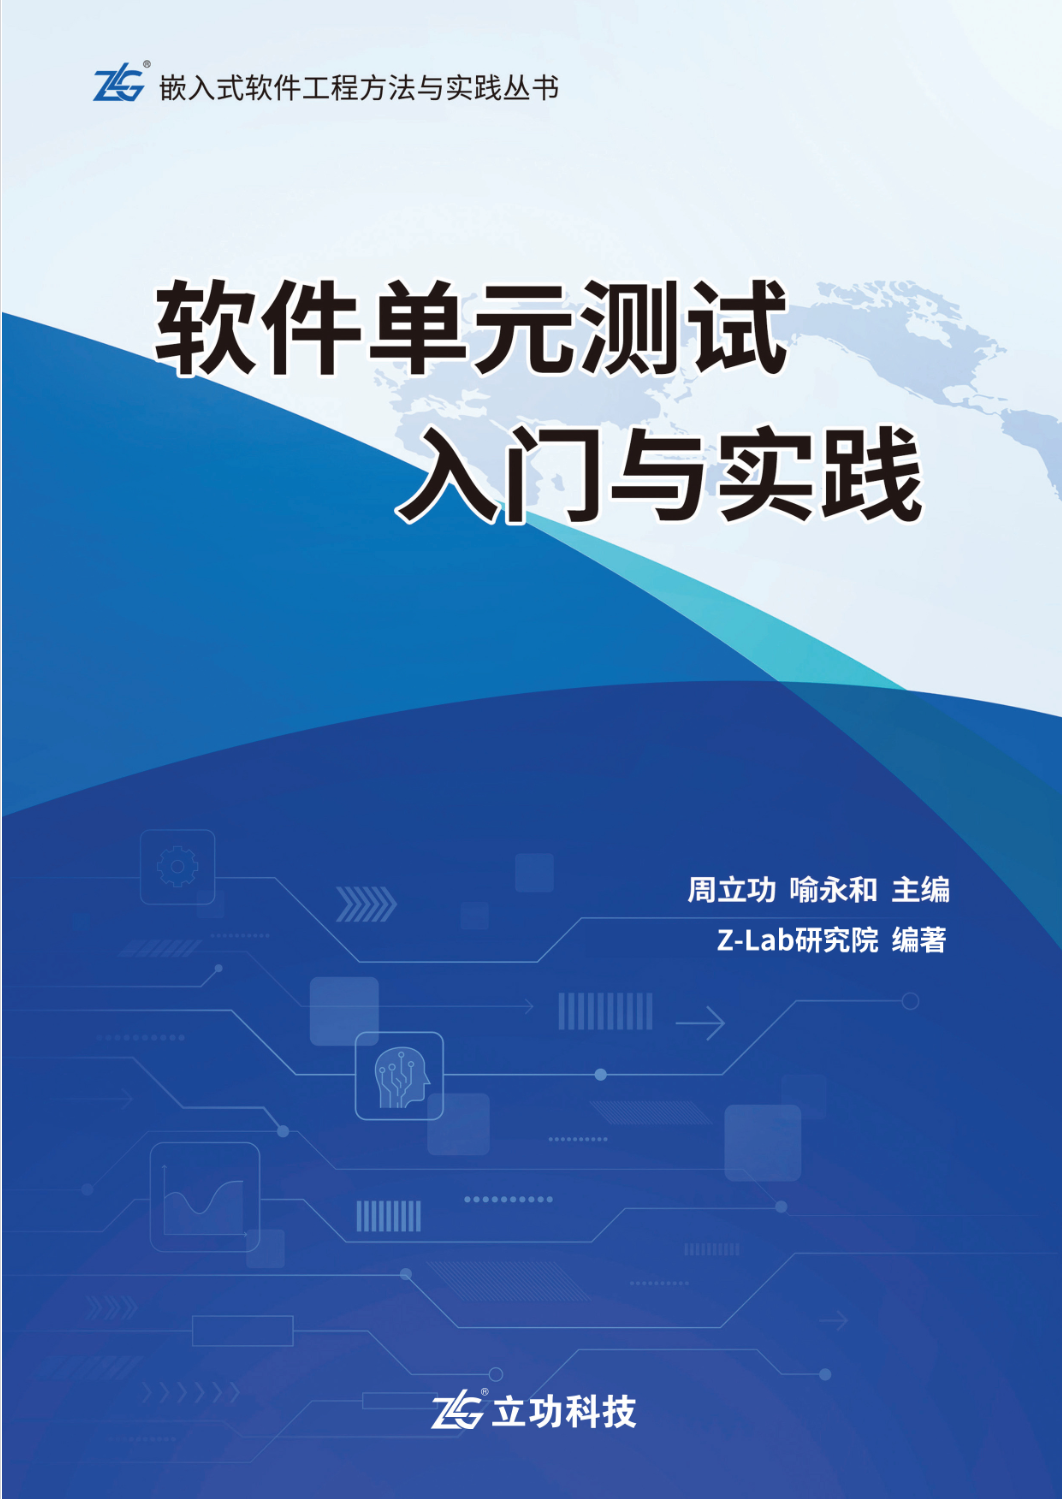 ZLG® 嵌入式软件工程方法与实践丛书
软件单元测试
入门与实践
周立功 喻永和 主编
Z-Lab研究院 编著
ZLG® 立功科技